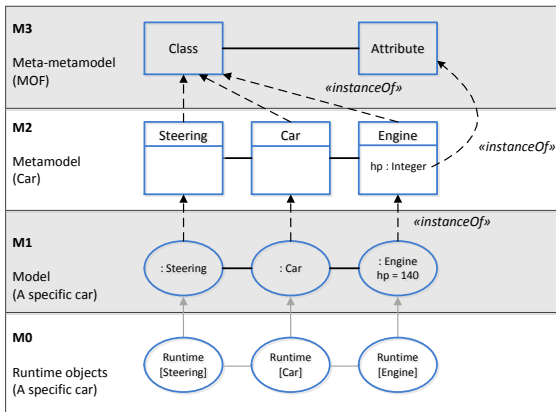 M3
Meta-metamodel
(MOF)
Class
Attribute
«instanceOf»
M2
Metamodel
(Car)
Steering
Car
Engine
hp : Integer
«instanceOf»
«instanceOf»
M1
Model
(A specific car)
: Steering
: Car
: Engine
hp = 140
M0
Runtime objects
(A specific car)
Runtime
[Steering]
Runtime
[Car]
Runtime
[Engine]